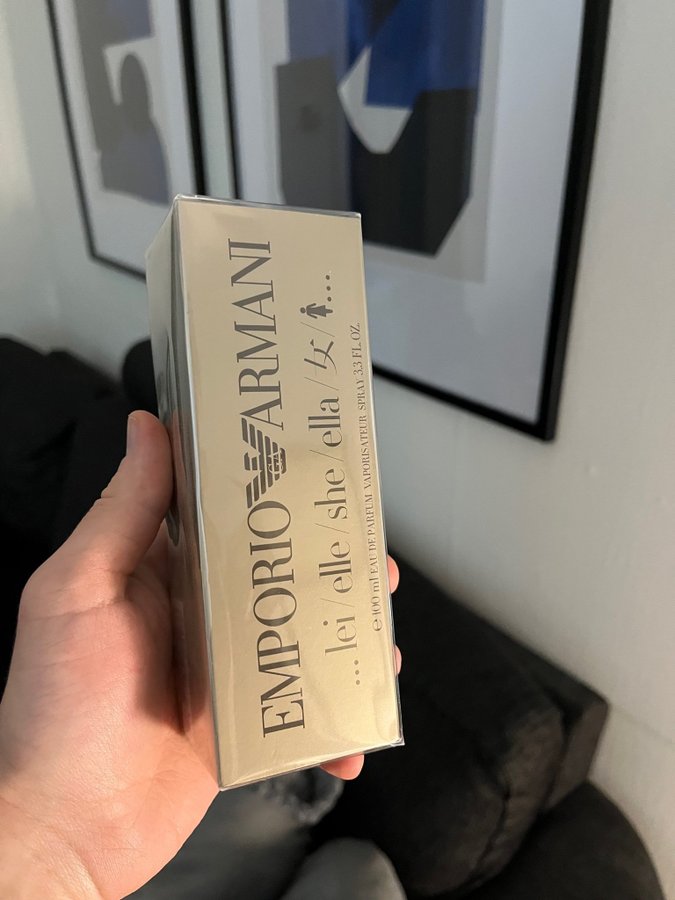 EMPORIO ARMANI
...lei/elle/she/ella/女/...
e 100 ml EAU DE PARFUM VAPORISATEUR SPRAY 3.3 FL.OZ.